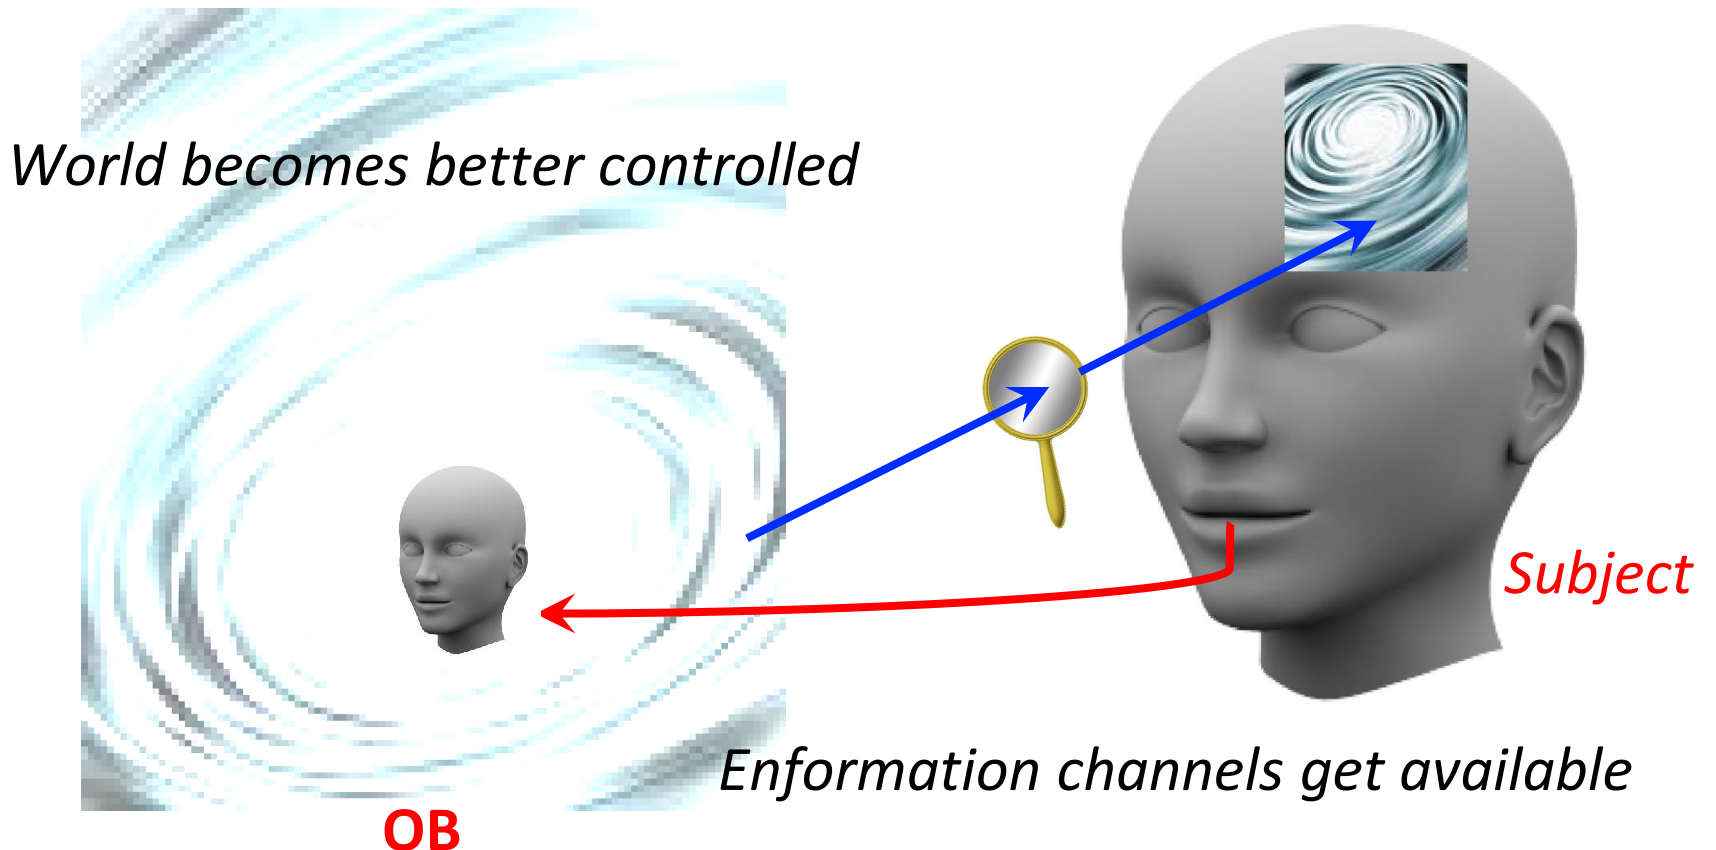 World becomes better controlled
Subject
Enformation channels get available
OB